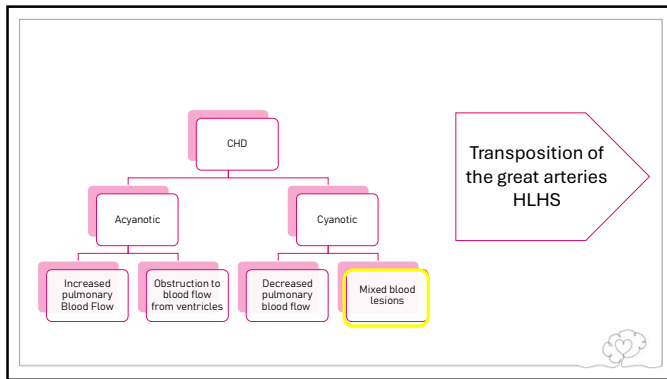 CHD
Acyanotic
Cyanotic
Increased
pulmonary
Blood Flow
Obstruction to
blood flow
from ventricles
Decreased
pulmonary
blood flow
Mixed blood
lesions
Transposition of
the great arteries
HLHS